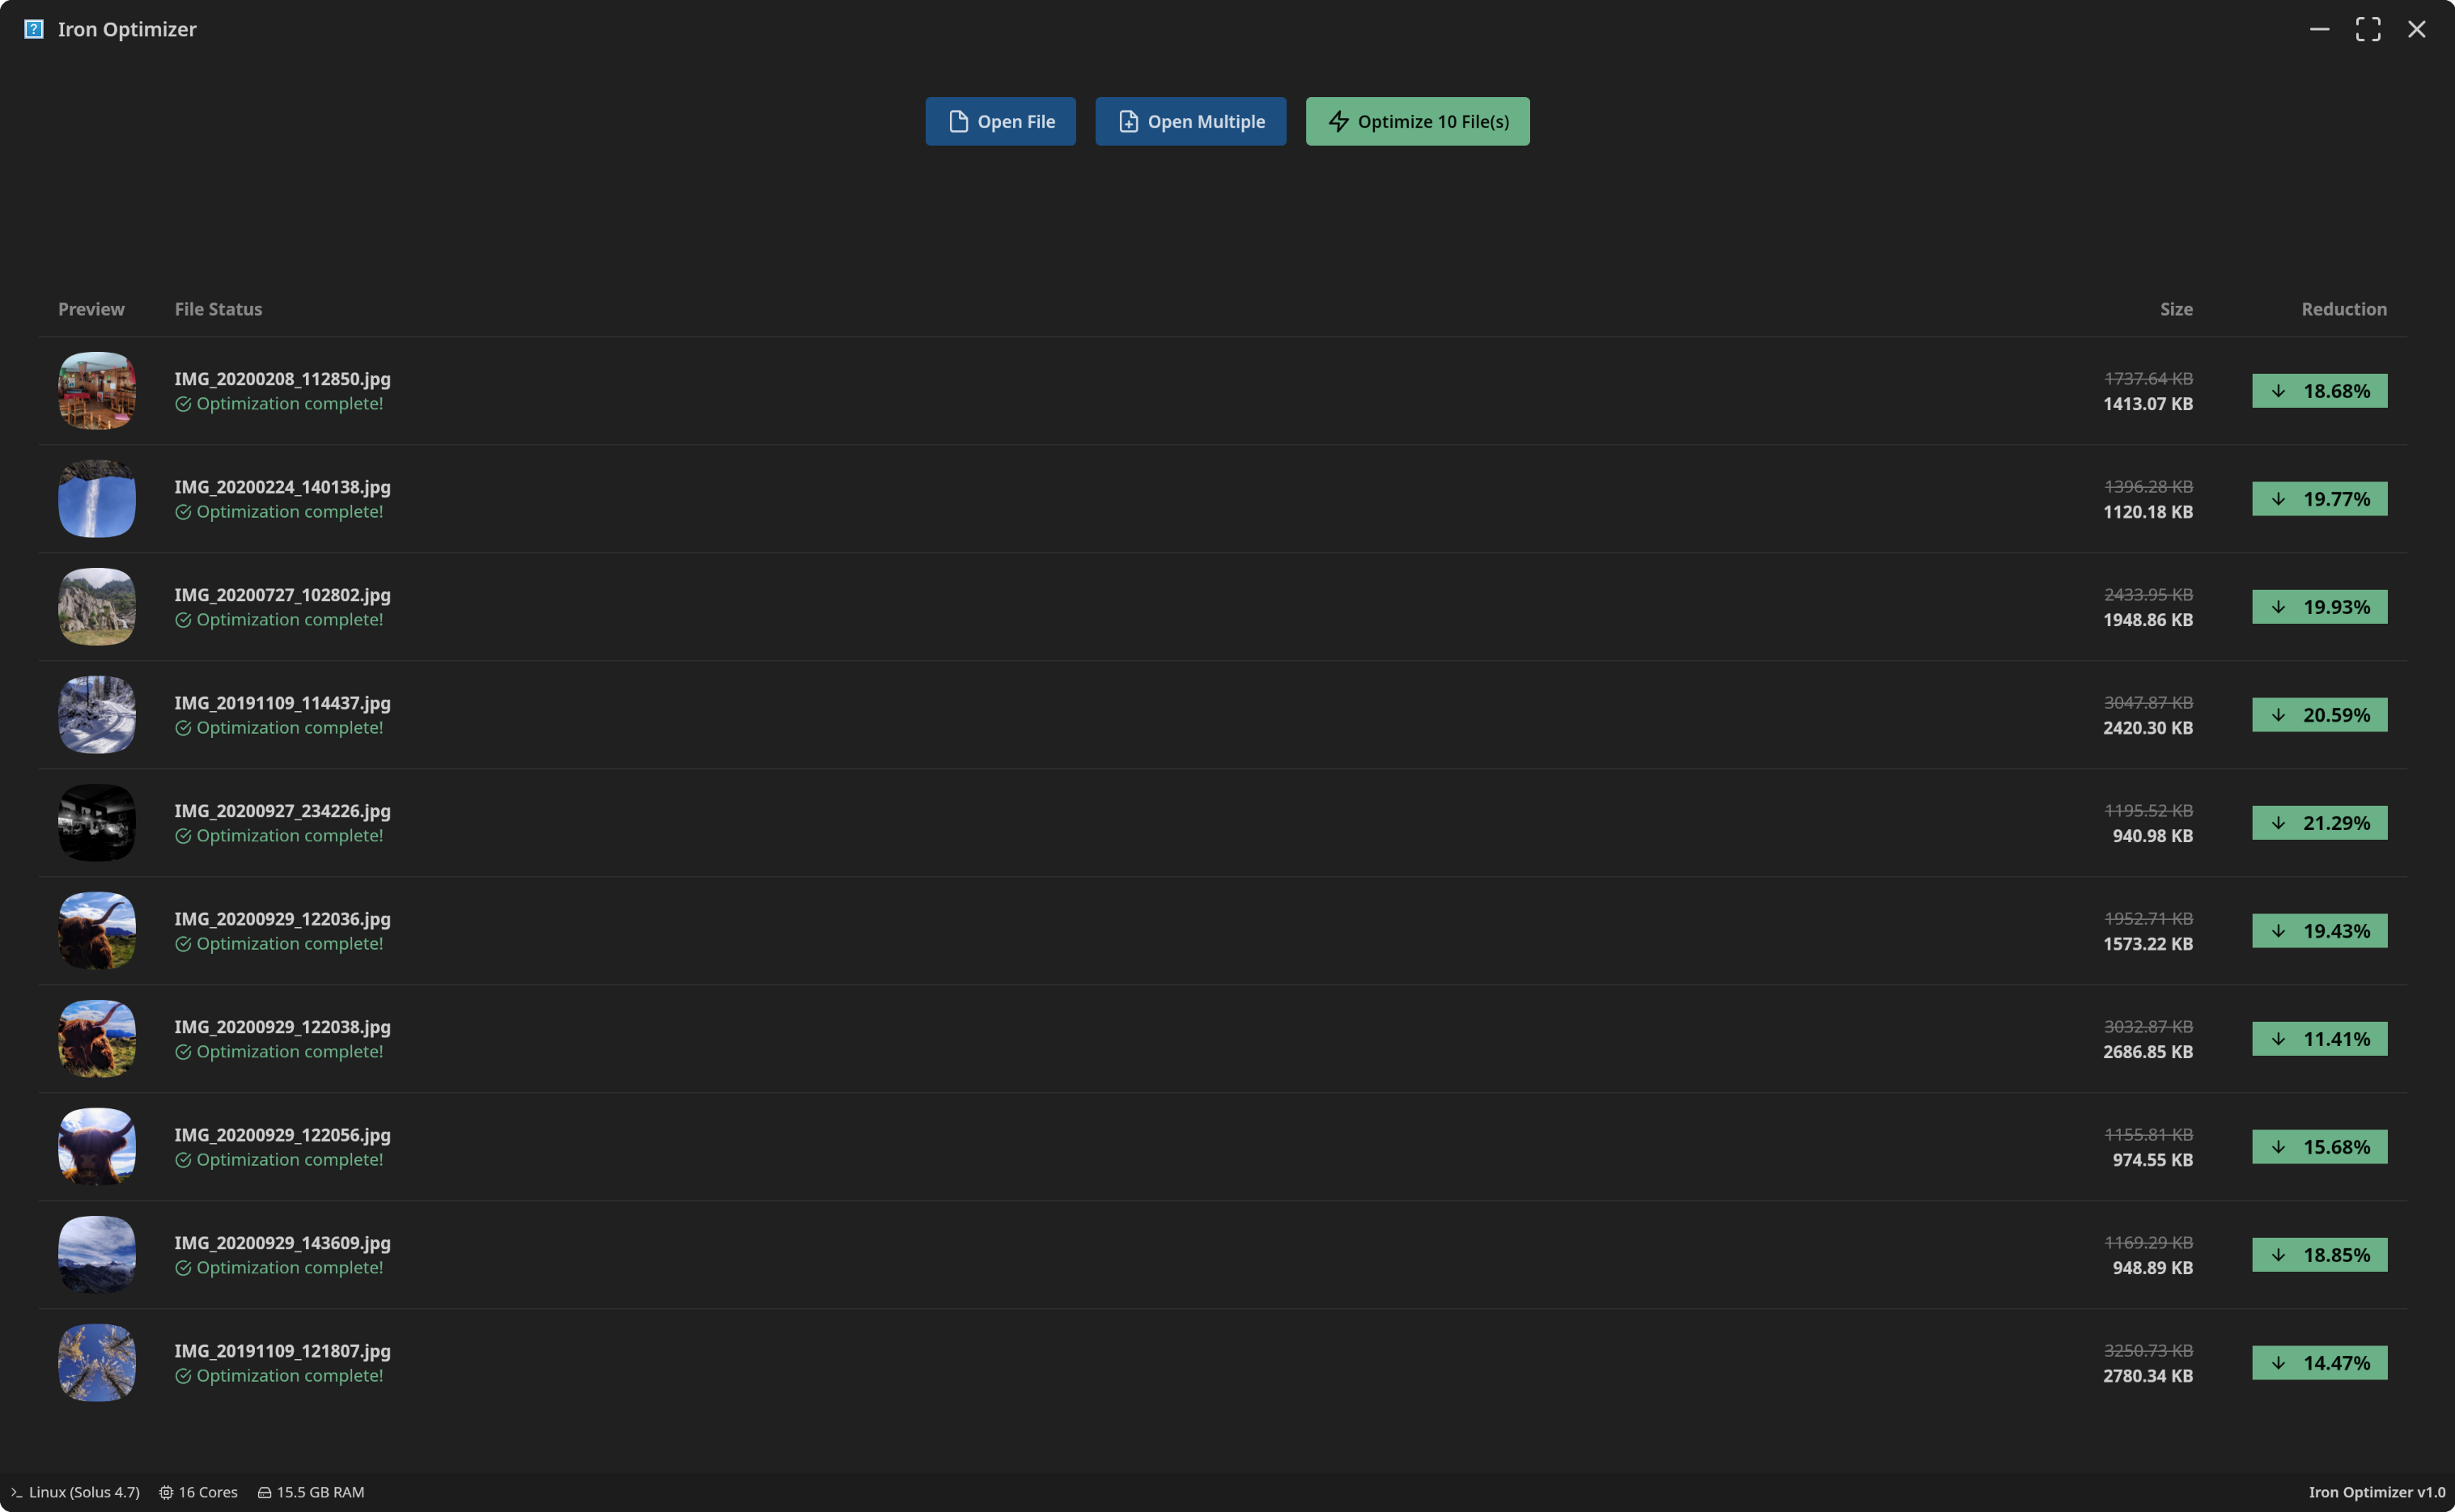 Iron Optimizer
Open File
Open Multiple
Optimize 10 File(s)
Preview File Status Size Reduction
IMG_20200208_112850.jpg 1737.64 KB
Optimization complete! 1413.07 KB
18.68%
IMG_20200224_140138.jpg 1396.28 KB
Optimization complete! 1120.18 KB
19.77%
IMG_20200727_102802.jpg 2433.95 KB
Optimization complete! 1948.86 KB
19.93%
IMG_20191109_114437.jpg 3047.87 KB
Optimization complete! 2420.30 KB
20.59%
IMG_20200927_234226.jpg 1195.52 KB
Optimization complete! 940.98 KB
21.29%
IMG_20200929_122036.jpg 1952.71 KB
Optimization complete! 1573.22 KB
19.43%
IMG_20200929_122038.jpg 3032.87 KB
Optimization complete! 2686.85 KB
11.41%
IMG_20200929_122056.jpg 1155.81 KB
Optimization complete! 974.55 KB
15.68%
IMG_20200929_143609.jpg 1169.29 KB
Optimization complete! 948.89 KB
18.85%
IMG_20191109_121807.jpg 3250.73 KB
Optimization complete! 2780.34 KB
14.47%
Linux (Solus 4.7) 16 Cores 15.5 GB RAM Iron Optimizer v1.0